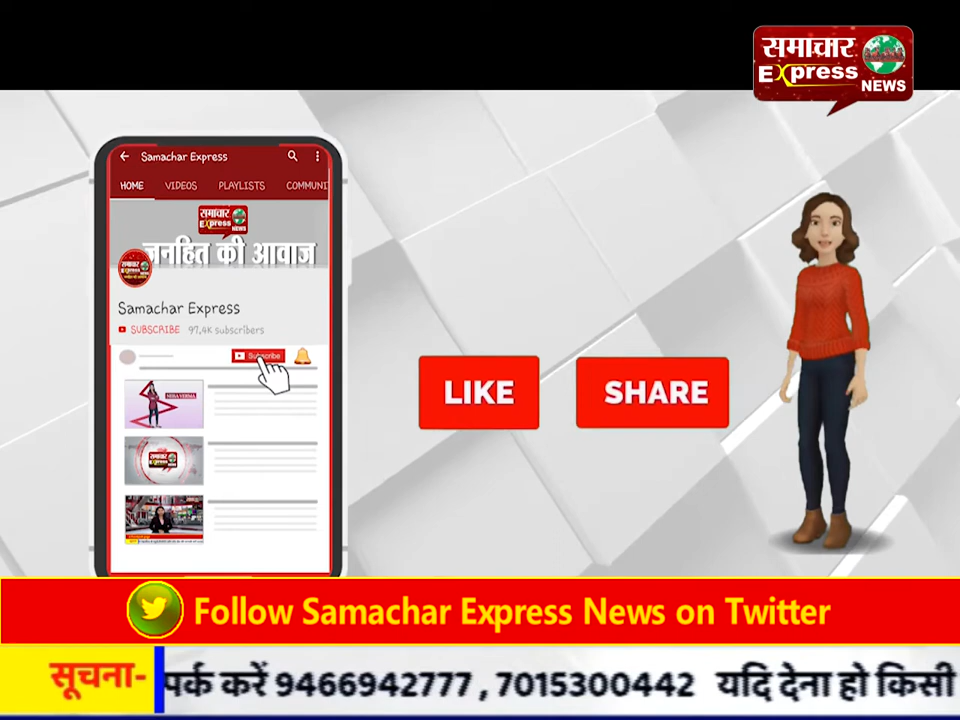 समाचार
Express
NEWS
Samachar Express
HOME VIDEOS PLAYLISTS COMMUNI
समाचार
Express
NEWS
जनहित की आवाज
Samachar Express
SUBSCRIBE 97.4K subscribers
Subscribe
LIKE SHARE
Follow Samachar Express News on Twitter
सूचना- पर्क करें 9466942777 , 7015300442 यदि देना हो किसी